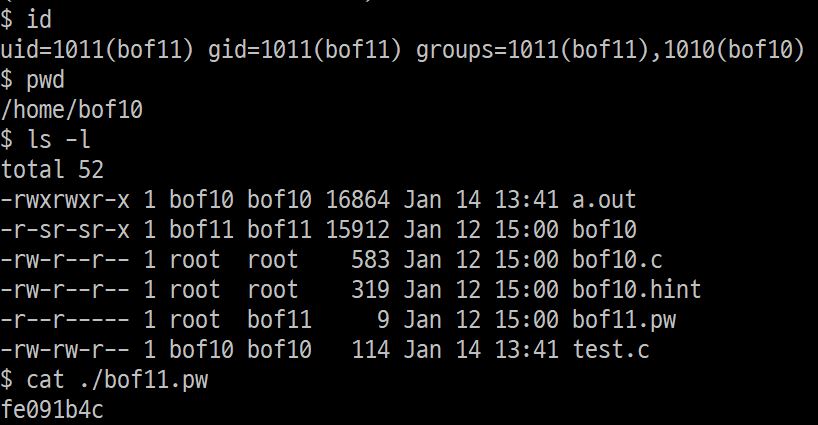 $ id
uid=1011(bof11) gid=1011(bof11) groups=1011(bof11),1010(bof10)
$ pwd
/home/bof10
$ ls -l
total 52
-rwxrwxr-x 1 bof10 bof10 16864 Jan 14 13:41 a.out
-r-sr-sr-x 1 bof11 bof11 15912 Jan 12 15:00 bof10
-rw-r--r-- 1 root  root    583 Jan 12 15:00 bof10.c
-rw-r--r-- 1 root  root    319 Jan 12 15:00 bof10.hint
-r--r----- 1 root  bof11     9 Jan 12 15:00 bof11.pw
-rw-rw-r-- 1 bof10 bof10   114 Jan 14 13:41 test.c
$ cat ./bof11.pw
fe091b4c